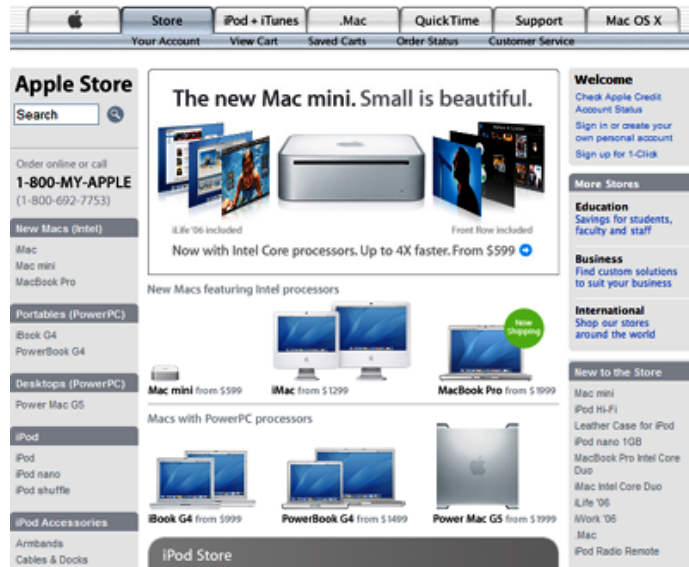 Store
iPod + iTunes
.Mac
QuickTime
Support
Mac OS X
Your Account
View Cart
Saved Carts
Order Status
Customer Service
Apple Store
Search
Order online or call
1-800-MY-APPLE
(1-800-692-7753)
New Macs (Intel)
iMac
Mac mini
MacBook Pro
Portables (PowerPC)
iBook G4
PowerBook G4
Desktops (PowerPC)
Power Mac G5
iPod
iPod
iPod nano
iPod shuffle
iPod Accessories
Armbands
Cables & Docks
The new Mac mini. Small is beautiful.
iLife '06 included
Front Row included
Now with Intel Core processors. Up to 4X faster. From $599
New Macs featuring Intel processors
Now
Shipping
Mac mini from $599
iMac from $1299
MacBook Pro from $1999
Macs with PowerPC processors
iBook G4 from $999
PowerBook G4 from $1499
Power Mac G5 from $1999
iPod Store
Welcome
Check Apple Credit
Account Status
Sign in or create your
own personal account
Sign up for 1-Click
More Stores
Education
Savings for students,
faculty and staff
Business
Find custom solutions
to suit your business
International
Shop our stores
around the world
New to the Store
Mac mini
iPod Hi-Fi
Leather Case for iPod
iPod nano 1GB
MacBook Pro Intel Core
Duo
iMac Intel Core Duo
iLife '06
iWork '06
.Mac
iPod Radio Remote